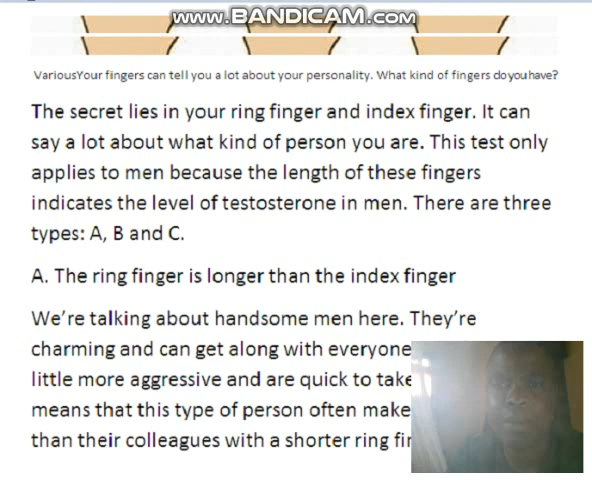 www.BANDICAM.com
VariousYour fingers can tell you a lot about your personality. What kind of fingers do you have?
The secret lies in your ring finger and index finger. It can
say a lot about what kind of person you are. This test only
applies to men because the length of these fingers
indicates the level of testosterone in men. There are three
types: A, B and C.
A. The ring finger is longer than the index finger
We’re talking about handsome men here. They’re
charming and can get along with everyone
little more aggressive and are quick to take
means that this type of person often make
than their colleagues with a shorter ring